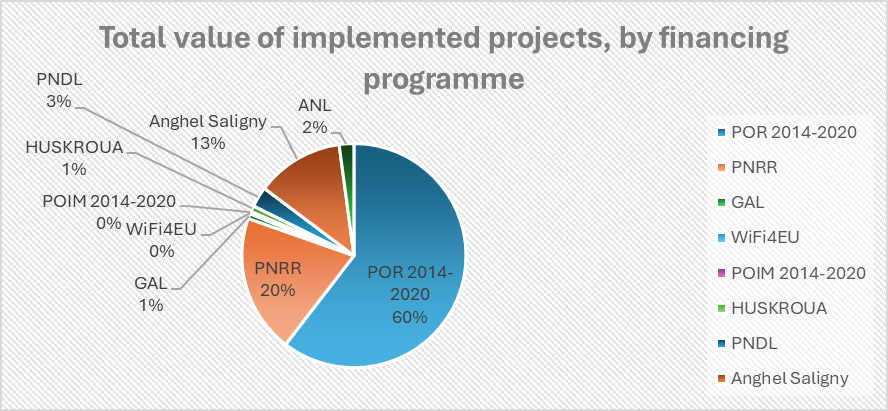 Total value of implemented projects, by financing
programme
PNDL
3%
ANL
2%
Anghel Saligny
13%
HUSKROUA
1%
POIM 2014-2020
0%
WiFi4EU
0%
GAL
1%
PNRR
20%
POR 2014-
2020
60%
POR 2014-2020
PNRR
GAL
WiFi4EU
POIM 2014-2020
HUSKROUA
PNDL
Anghel Saligny